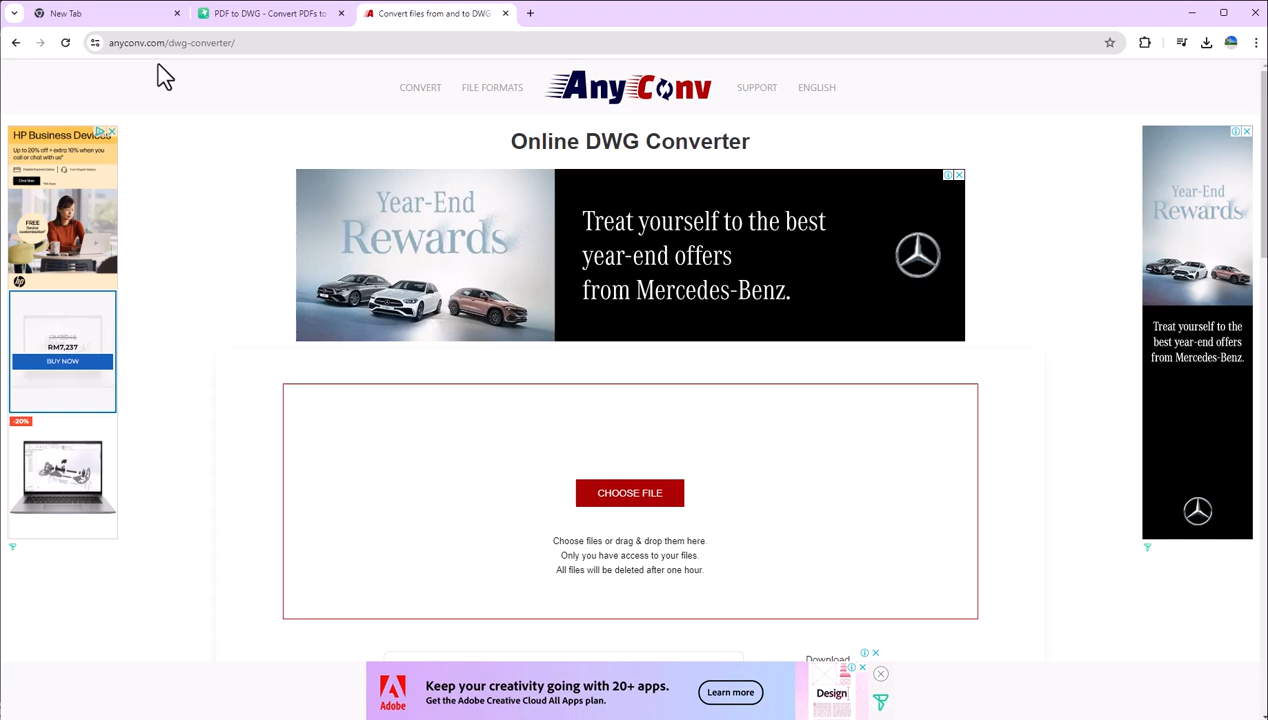 New Tab
PDF to DWG - Convert PDFs to
Convert files from and to DWG
anyconv.com/dwg-converter/
CONVERT
FILE FORMATS
AnyConv
SUPPORT
ENGLISH
Online DWG Converter
HP Business Devices
Up to 20% off + extra 10% when you
call or chat with us*
Chat Now
FREE
Device
customisation*
hp
RM7,237
BUY NOW
-20%
Year-End
Rewards
Treat yourself to the best
year-end offers
from Mercedes-Benz.
Year-End
Rewards
Treat yourself to the
best year-end offers
from Mercedes-Benz.
CHOOSE FILE
Choose files or drag & drop them here.
Only you have access to your files.
All files will be deleted after one hour.
Download
Adobe
Keep your creativity going with 20+ apps.
Get the Adobe Creative Cloud All Apps plan.
Learn more
Design